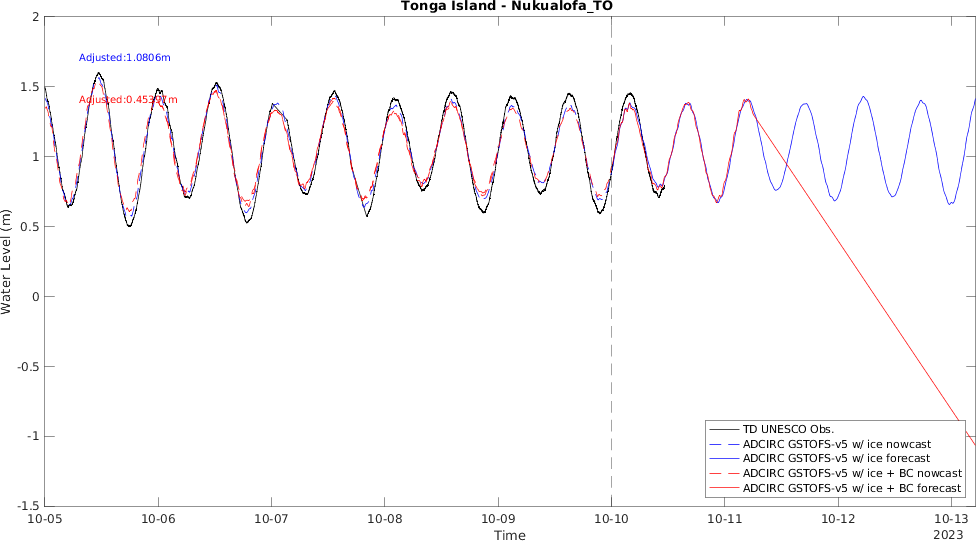 Tonga Island - Nukualofa_TO
2
1.5
1
0.5
0
-0.5
-1
-1.5
Water Level (m)
Adjusted:1.0806m
Adjusted:0.45397m
TD UNESCO Obs.
ADCIRC GSTOFS-v5 w/ ice nowcast
ADCIRC GSTOFS-v5 w/ ice forecast
ADCIRC GSTOFS-v5 w/ ice + BC nowcast
ADCIRC GSTOFS-v5 w/ ice + BC forecast
10-05 10-06 10-07 10-08 10-09 10-10 10-11 10-12 10-13
Time
2023